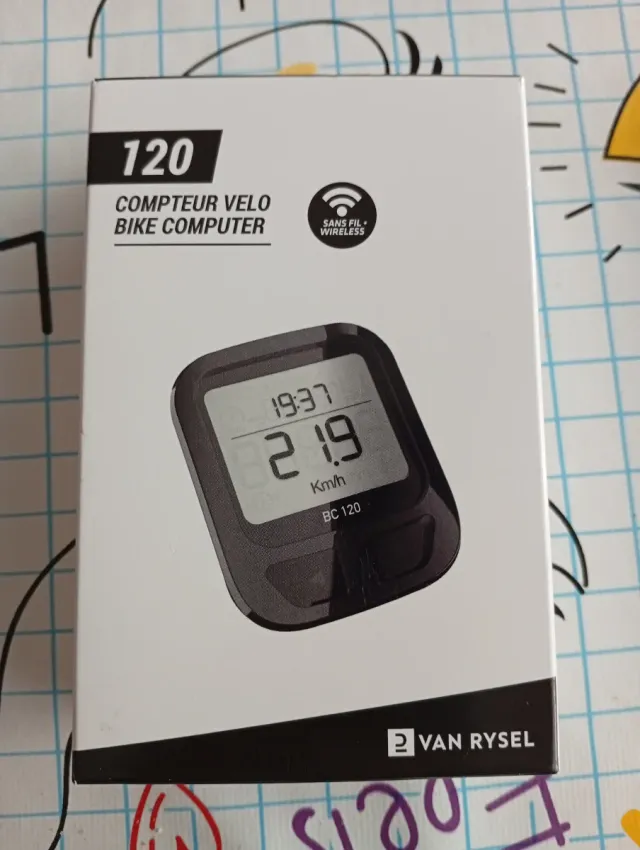 120
COMPTEUR VELO
BIKE COMPUTER
SANS FIL •
WIRELESS
19:37
21.9
Km/h
BC 120
VAN RYSEL